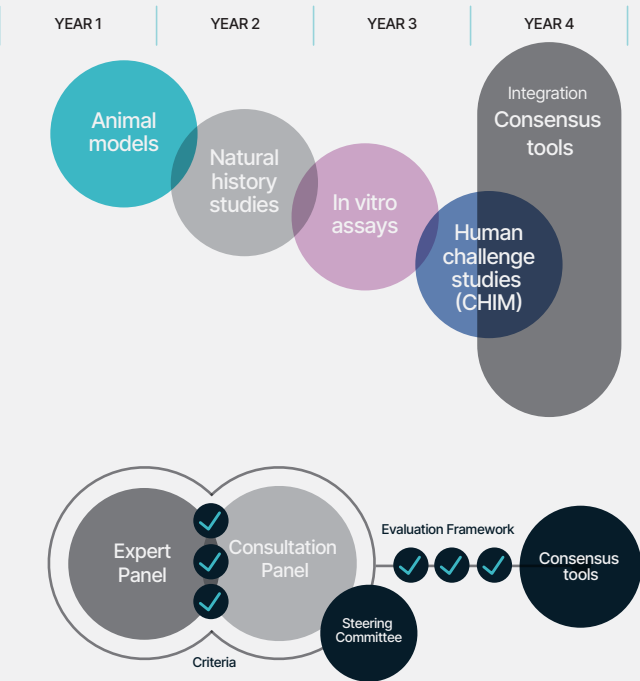 YEAR 1
YEAR 2
YEAR 3
YEAR 4
Animal
models
Natural
history
studies
In vitro
assays
Human
challenge
studies
(CHIM)
Integration
Consensus
tools
Expert
Panel
Consultation
Panel
Criteria
Steering
Committee
Evaluation Framework
Consensus
tools